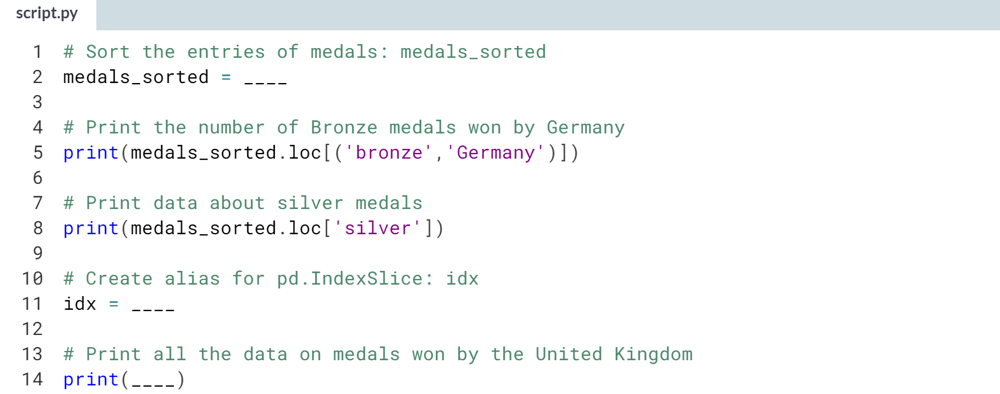 script.py
1 # Sort the entries of medals: medals_sorted
2 medals_sorted = ____
3
4 # Print the number of Bronze medals won by Germany
5 print(medals_sorted.loc[('bronze','Germany')])
6
7 # Print data about silver medals
8 print(medals_sorted.loc['silver'])
9
10 # Create alias for pd.IndexSlice: idx
11 idx = ____
12
13 # Print all the data on medals won by the United Kingdom
14 print(____)